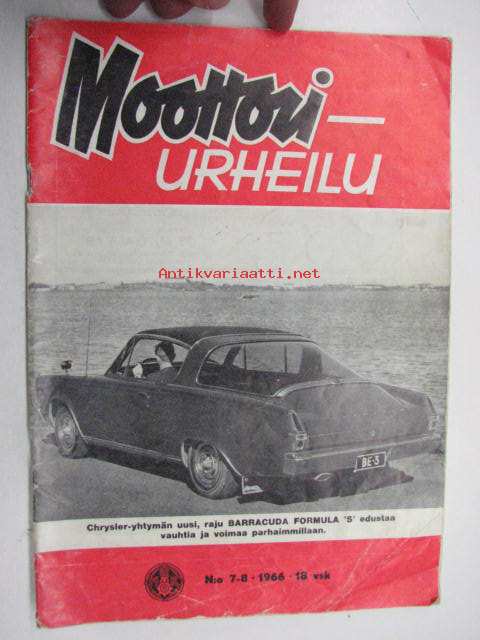 Moottori—
URHEILU
Antikvariaatti.net
BE-5
Chrysler-yhtymän uusi, raju BARRACUDA FORMULA 'S' edustaa
vauhtia ja voimaa parhaimmillaan.
N:o 7-8 • 1966 • 18 vsk